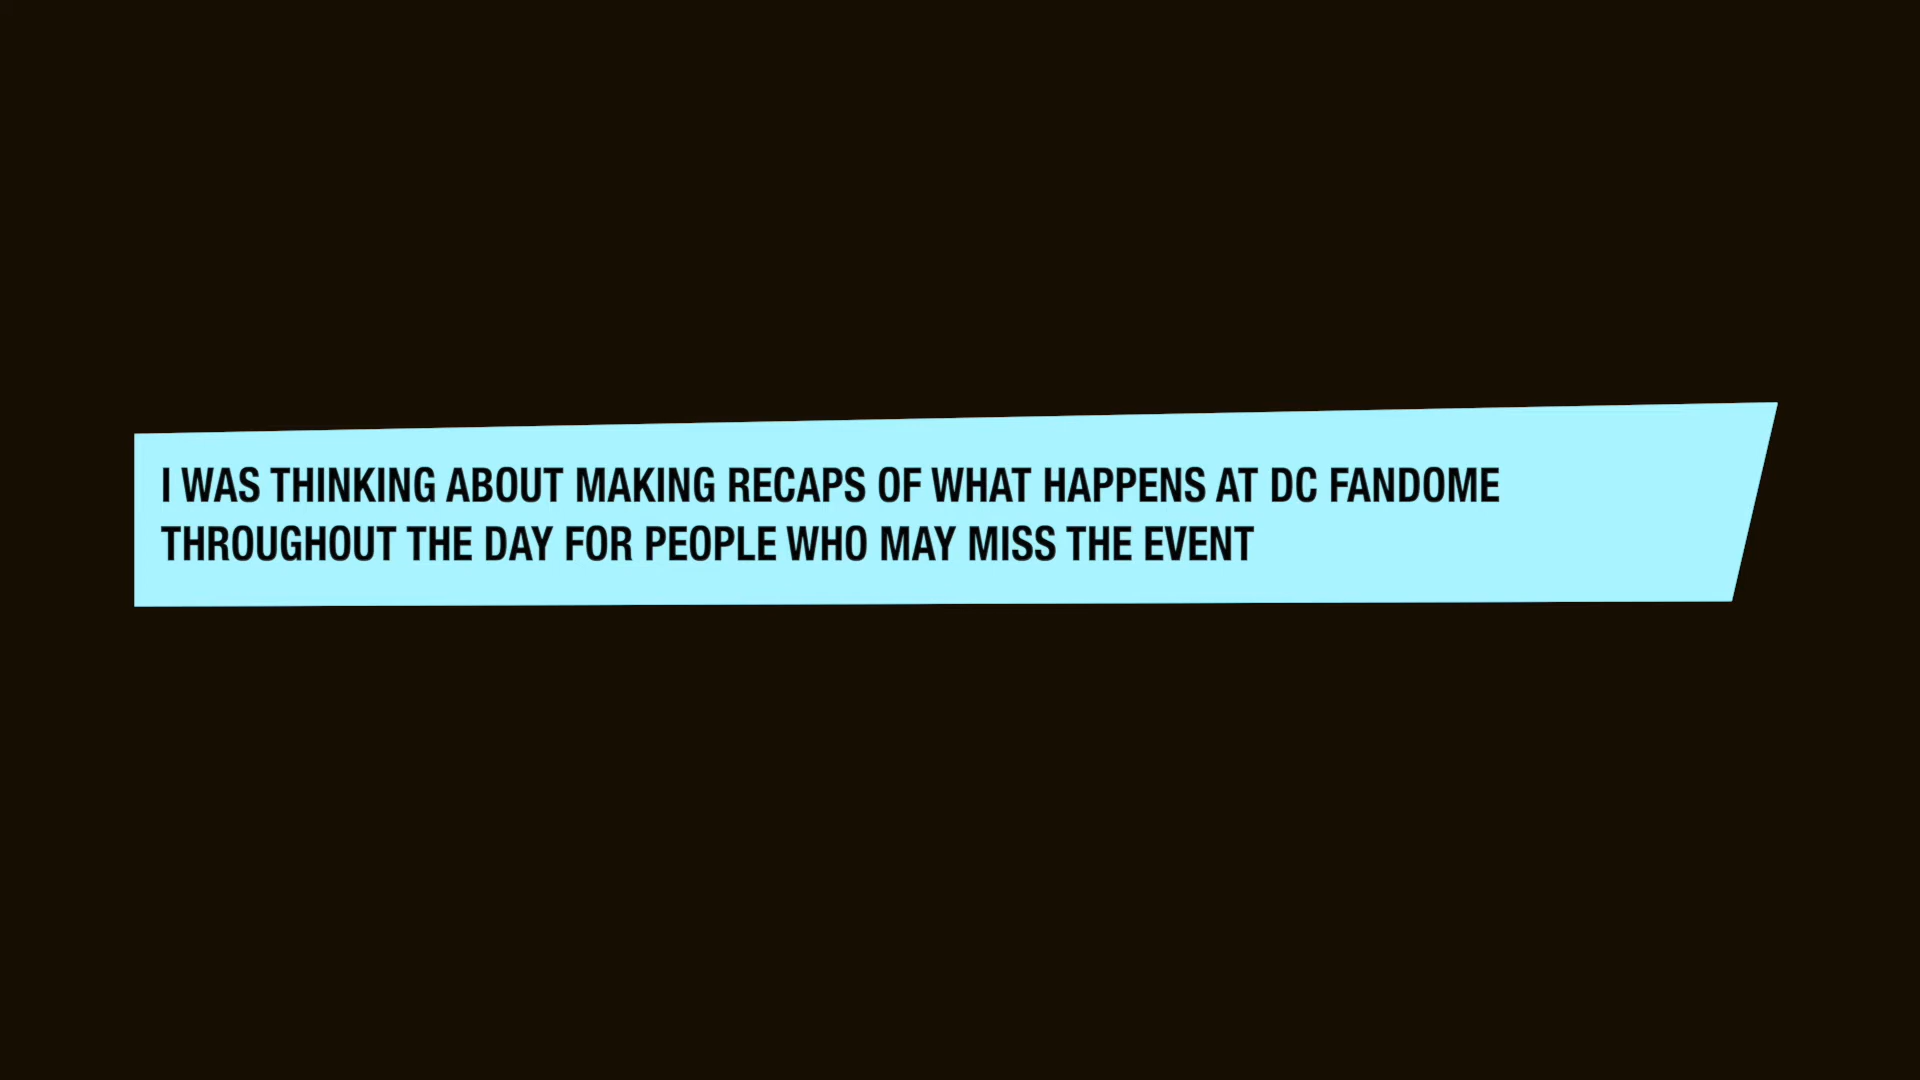 I WAS THINKING ABOUT MAKING RECAPS OF WHAT HAPPENS AT DC FANDOME
THROUGHOUT THE DAY FOR PEOPLE WHO MAY MISS THE EVENT